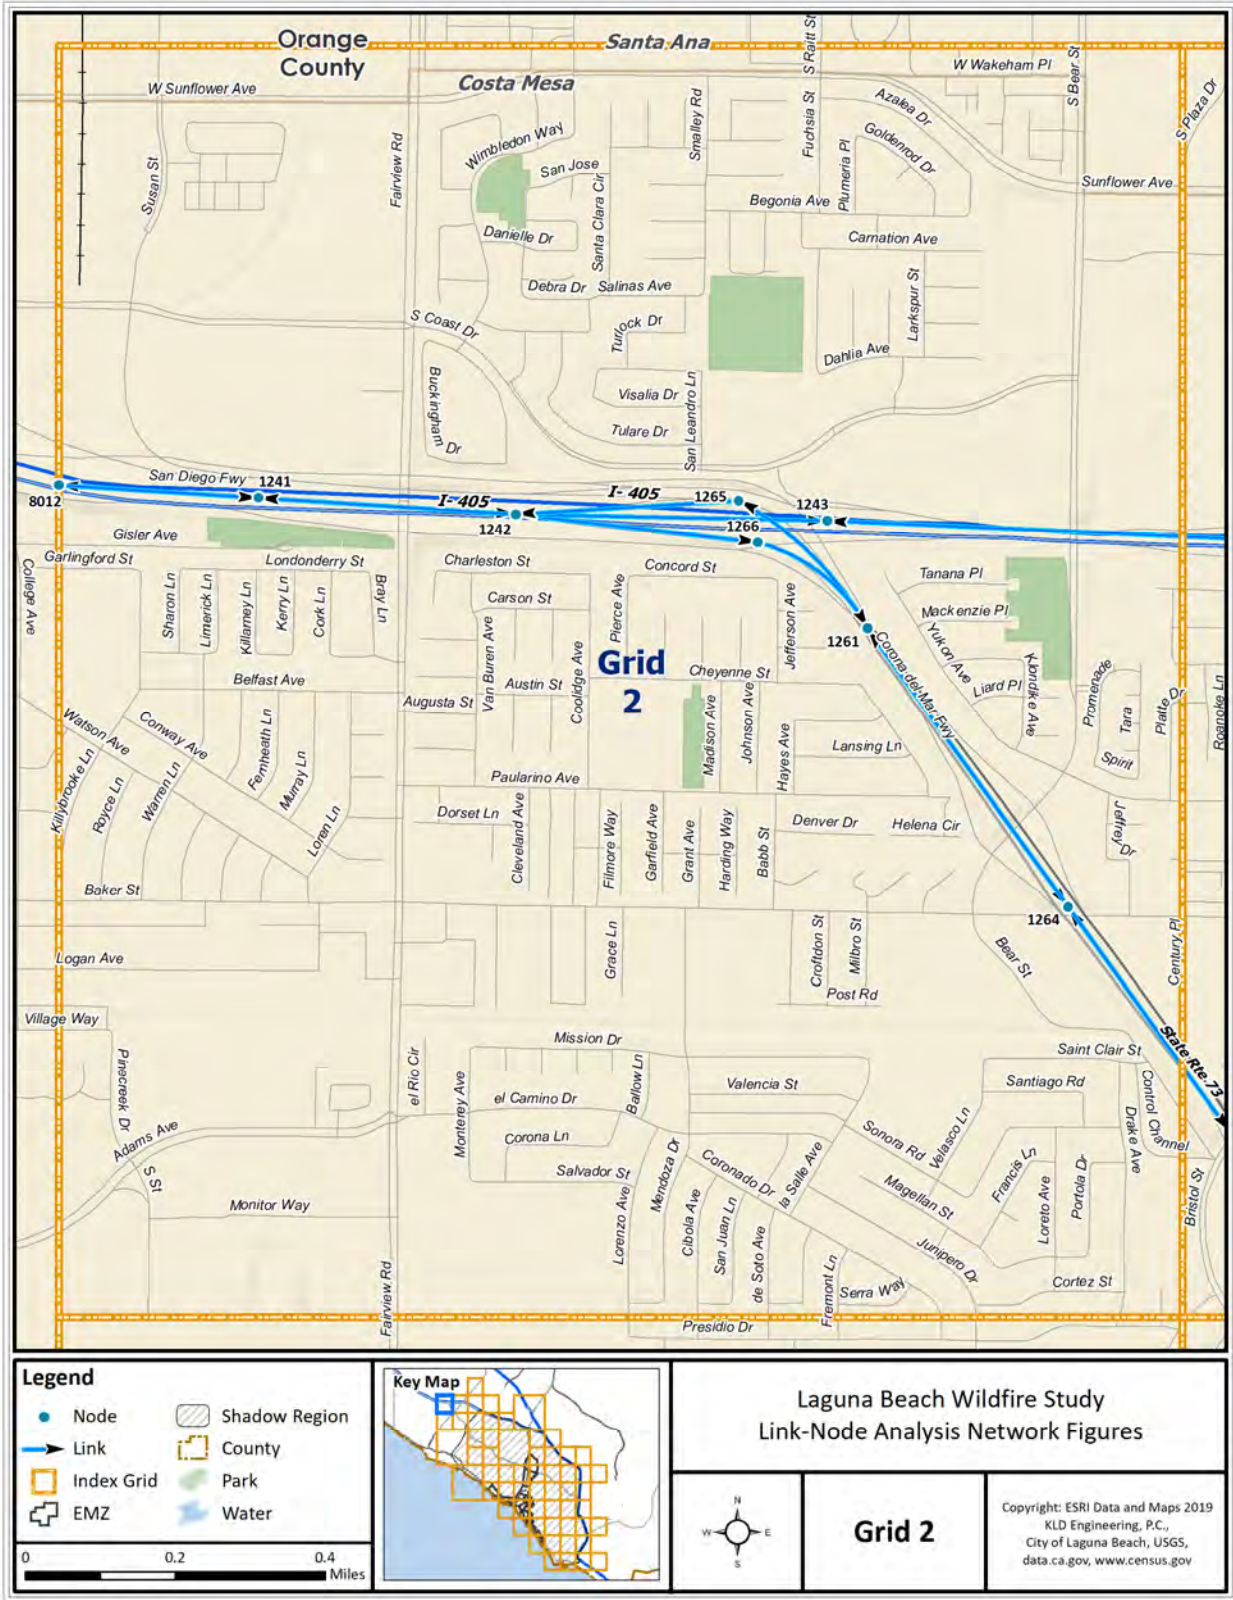 Orange
County
Santa Ana
Costa Mesa
W Sunflower Ave
S Raitt St
W Wakeham Pl
S Bear St
S Plaza Dr
Susan St
Fairview Rd
Wimbledon Way
San Jose
Smalley Rd
Fuchsia St
Azalea Dr
Goldenrod Dr
Plumeria Pl
Sunflower Ave
Begonia Ave
Santa Clara Cir
Danielle Dr
Carnation Ave
Debra Dr
Salinas Ave
Larkspur St
S Coast Dr
Turlock Dr
Dahlia Ave
Buckingham Dr
Visalia Dr
San Leandro Ln
Tulare Dr
San Diego Fwy
1241
I- 405
I- 405
1265
1243
8012
1242
1266
Gisler Ave
Garlingford St
Londonderry St
Charleston St
Concord St
College Ave
Sharon Ln
Limerick Ln
Killarney Ln
Kerry Ln
Cork Ln
Bray Ln
Carson St
Pierce Ave
Jefferson Ave
Tanana Pl
Mackenzie Pl
1261
Corona del Mar Fwy
Yukon Ave
Klondike Ave
Liard Pl
Promenade
Tara
Platte Dr
Roanoke Ln
Spirit
Grid
2
Cheyenne St
Belfast Ave
Augusta St
Van Buren Ave
Austin St
Coolidge Ave
Madison Ave
Johnson Ave
Hayes Ave
Lansing Ln
Watson Ave
Conway Ave
Fernheath Ln
Murray Ln
Killybrooke Ln
Royce Ln
Warren Ln
Loren Ln
Paularino Ave
Dorset Ln
Cleveland Ave
Filmore Way
Garfield Ave
Grant Ave
Harding Way
Babb St
Denver Dr
Helena Cir
Jeffrey Dr
Baker St
1264
Logan Ave
Grace Ln
Croftdon St
Milbro St
Post Rd
Bear St
Century Pl
Village Way
Pinecreek Dr
Mission Dr
Saint Clair St
State Rte 73
el Rio Cir
Monterey Ave
el Camino Dr
Ballow Ln
Valencia St
Santiago Rd
Control Channel
Drake Ave
Adams Ave
Corona Ln
Salvador St
Mendoza Dr
Coronado Dr
la Salle Ave
Sonora Rd
Velasco Ln
Francis Ln
Magellan St
Loreto Ave
Portola Dr
Bristol St
S St
Monitor Way
Lorenzo Ave
Cibola Ave
San Juan Ln
de Soto Ave
Fremont Ln
Junipero Dr
Serra Way
Cortez St
Fairview Rd
Presidio Dr
Legend
Node
Link
Index Grid
EMZ
Shadow Region
County
Park
Water
0 0.2 0.4
Miles
Key Map
Laguna Beach Wildfire Study
Link-Node Analysis Network Figures
N
W E
S
Grid 2
Copyright: ESRI Data and Maps 2019
KLD Engineering, P.C.,
City of Laguna Beach, USGS,
data.ca.gov, www.census.gov